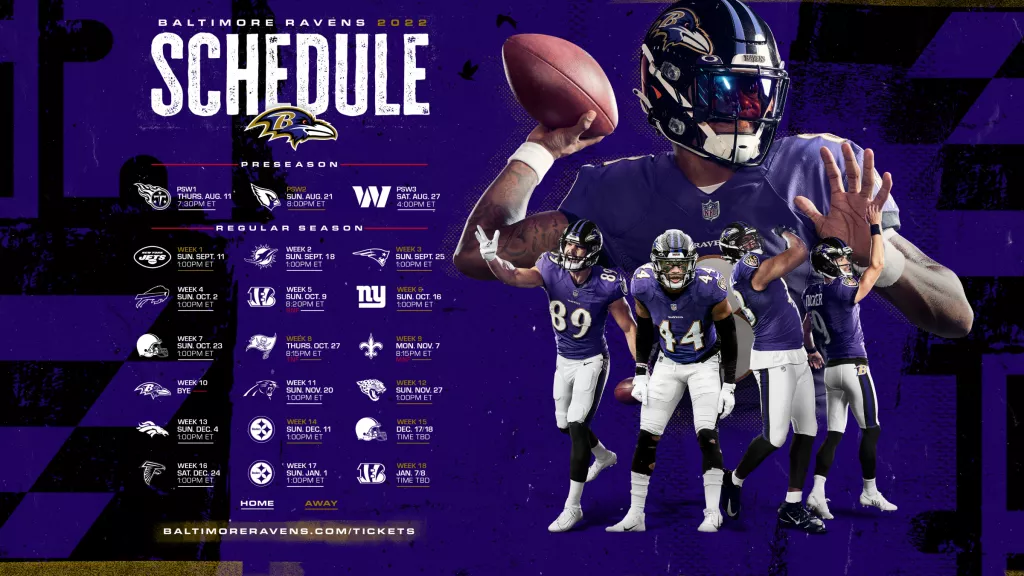 BALTIMORE RAVENS 2022
SCHEDULE
PRESEASON
PSW1
THURS. AUG. 11
7:30PM ET
PSW2
SUN. AUG. 21
8:00PM ET
PSW3
SAT. AUG. 27
4:00PM ET
REGULAR SEASON
JETS
WEEK 1
SUN. SEPT. 11
1:00PM ET
WEEK 2
SUN. SEPT. 18
1:00PM ET
WEEK 3
SUN. SEPT. 25
1:00PM ET
WEEK 4
SUN. OCT. 2
1:00PM ET
B
WEEK 5
SUN. OCT. 9
8:20PM ET
ny
WEEK 6
SUN. OCT. 16
1:00PM ET
WEEK 7
SUN. OCT. 23
1:00PM ET
WEEK 8
THURS. OCT. 27
8:15PM ET
WEEK 9
MON. NOV. 7
8:15PM ET
WEEK 10
BYE
WEEK 11
SUN. NOV. 20
1:00PM ET
WEEK 12
SUN. NOV. 27
1:00PM ET
WEEK 13
SUN. DEC. 4
1:00PM ET
WEEK 14
SUN. DEC. 11
1:00PM ET
WEEK 15
DEC. 17/18
TIME TBD
WEEK 16
SAT. DEC. 24
1:00PM ET
WEEK 17
SUN. JAN. 1
1:00PM ET
B
WEEK 18
JAN. 7/8
TIME TBD
HOME AWAY
BALTIMORERAVENS.COM/TICKETS
B
NFL
89
44
44
TUCKER
9